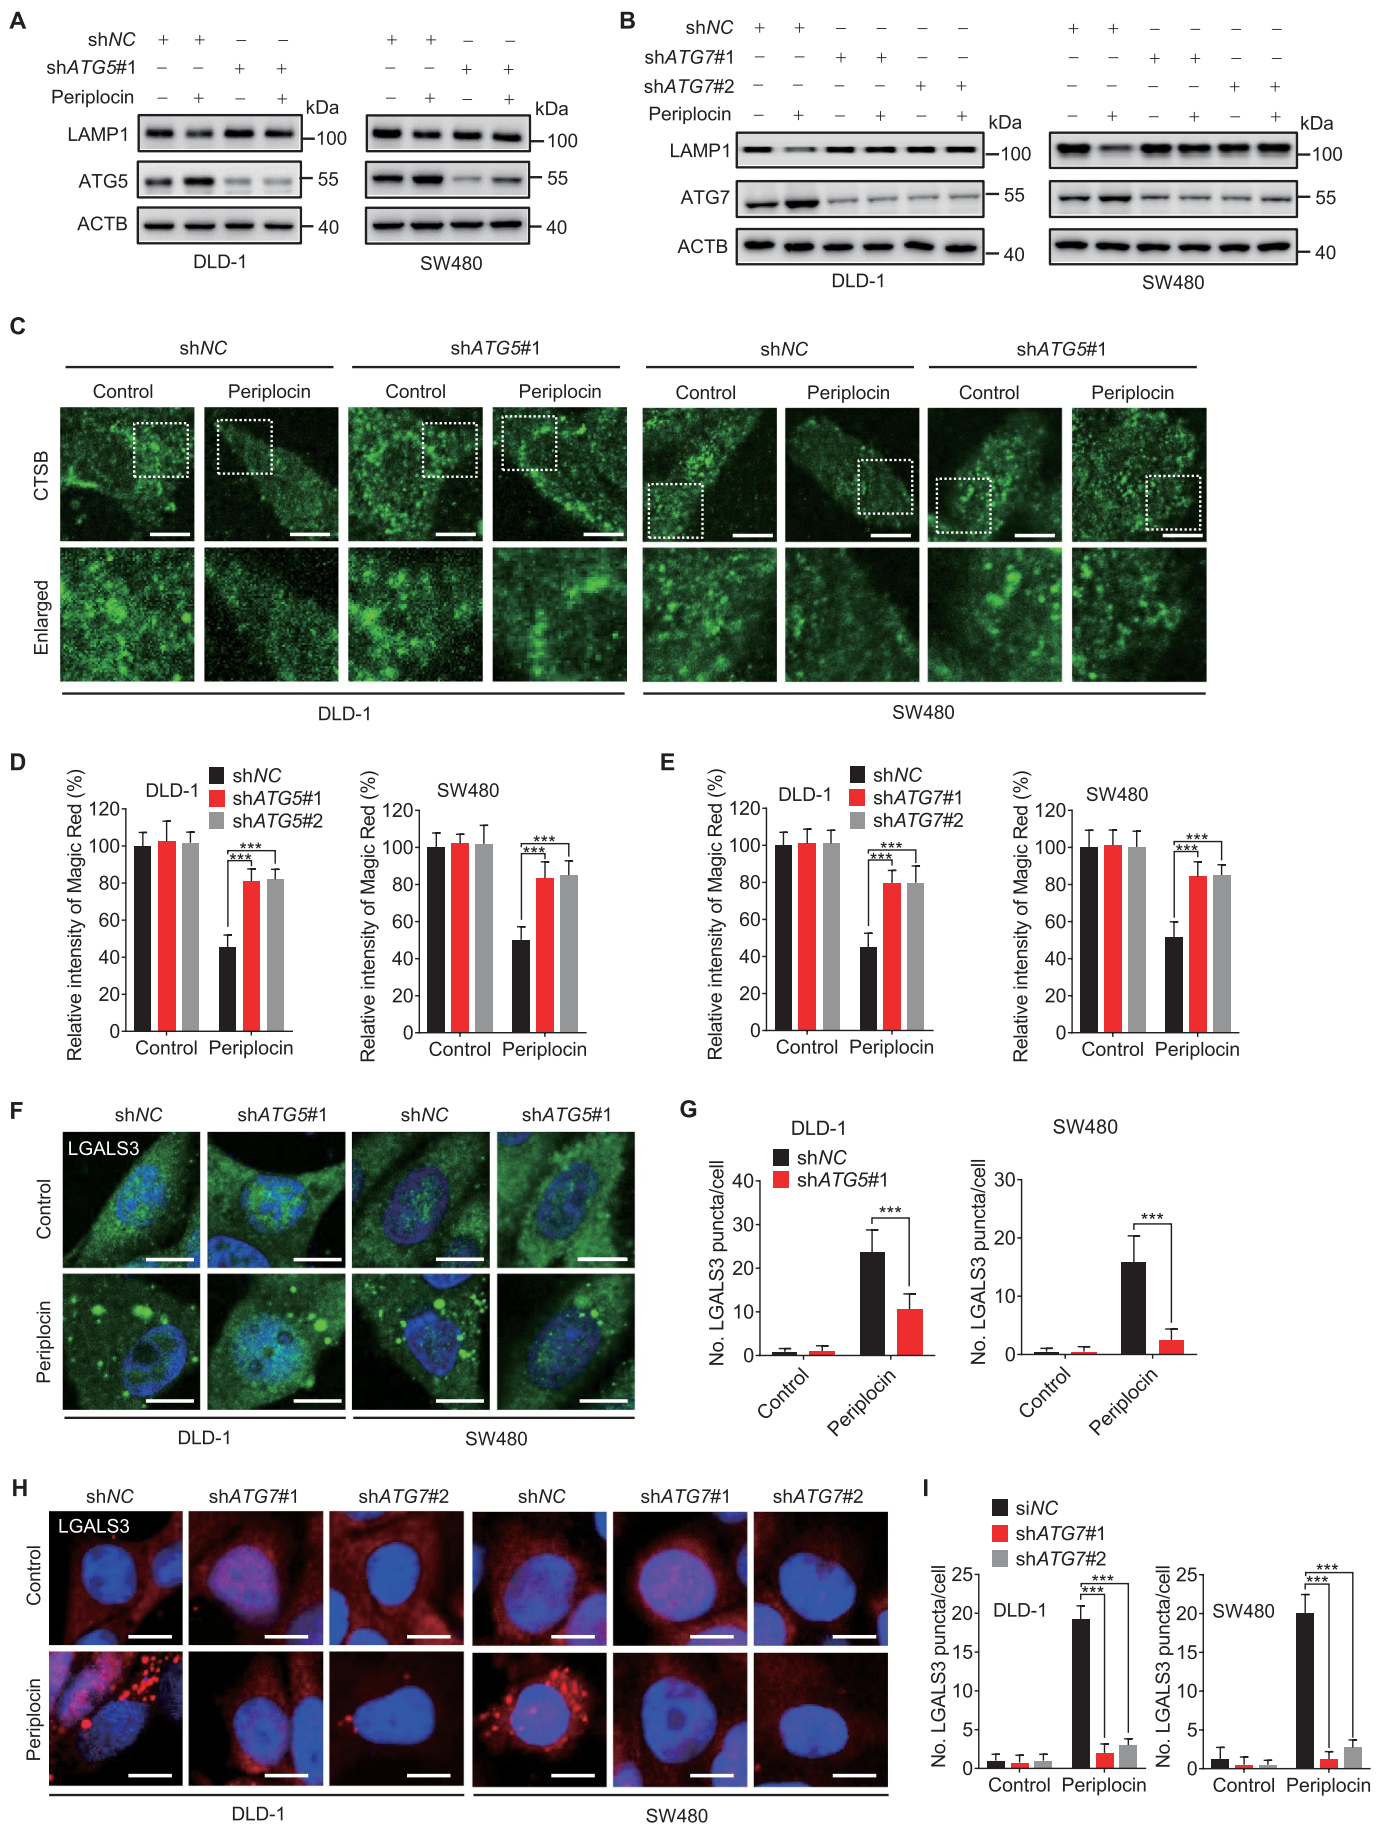 A
shNC + + − − + + − −
shATG5#1 − − + + − − + +
Periplocin − + − + − + − +
kDa kDa
LAMP1 100 100
ATG5 55 55
ACTB 40 40
DLD-1 SW480
B
shNC + + − − − − + + − − − −
shATG7#1 − − + + − − − − + + − −
shATG7#2 − − − − + + − − − − + +
Periplocin − + − + − + − + − + − +
kDa kDa
LAMP1 100 100
ATG7 55 55
ACTB 40 40
DLD-1 SW480
C
shNC shATG5#1 shNC shATG5#1
Control Periplocin Control Periplocin Control Periplocin Control Periplocin
CTSB
Enlarged
DLD-1 SW480
D
Relative intensity of Magic Red (%)
DLD-1
shNC
shATG5#1
shATG5#2
120
100
80
60
40
20
0
*** ***
Control Periplocin
Relative intensity of Magic Red (%)
SW480
120
100
80
60
40
20
0
*** ***
Control Periplocin
E
Relative intensity of Magic Red (%)
DLD-1
shNC
shATG7#1
shATG7#2
120
100
80
60
40
20
0
*** ***
Control Periplocin
Relative intensity of Magic Red (%)
SW480
120
100
80
60
40
20
0
*** ***
Control Periplocin
F
shNC shATG5#1 shNC shATG5#1
LGALS3
Control
Periplocin
DLD-1 SW480
G
DLD-1
shNC
shATG5#1
No. LGALS3 puncta/cell
40
30
20
10
0
***
Control Periplocin
SW480
No. LGALS3 puncta/cell
30
20
10
0
***
Control Periplocin
H
shNC shATG7#1 shATG7#2 shNC shATG7#1 shATG7#2
LGALS3
Control
Periplocin
DLD-1 SW480
I
siNC
shATG7#1
shATG7#2
No. LGALS3 puncta/cell
DLD-1
25
20
15
10
5
0
*** ***
Control Periplocin
No. LGALS3 puncta/cell
SW480
25
20
15
10
5
0
*** ***
Control Periplocin